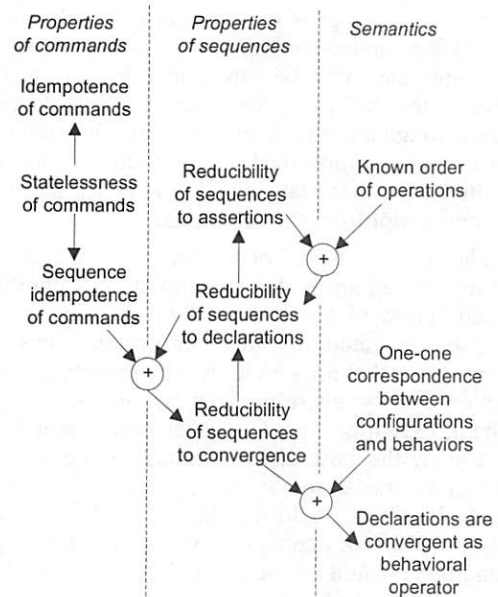 Properties
of commands
Properties
of sequences
Semantics
Idempotence
of commands
Statelessness
of commands
Sequence
idempotence
of commands
Reducibility
of sequences
to assertions
Known order
of operations
+
Reducibility
of sequences
to declarations
+
Reducibility
of sequences
to convergence
One-one
correspondence
between
configurations
and behaviors
+
Declarations are
convergent as
behavioral
operator